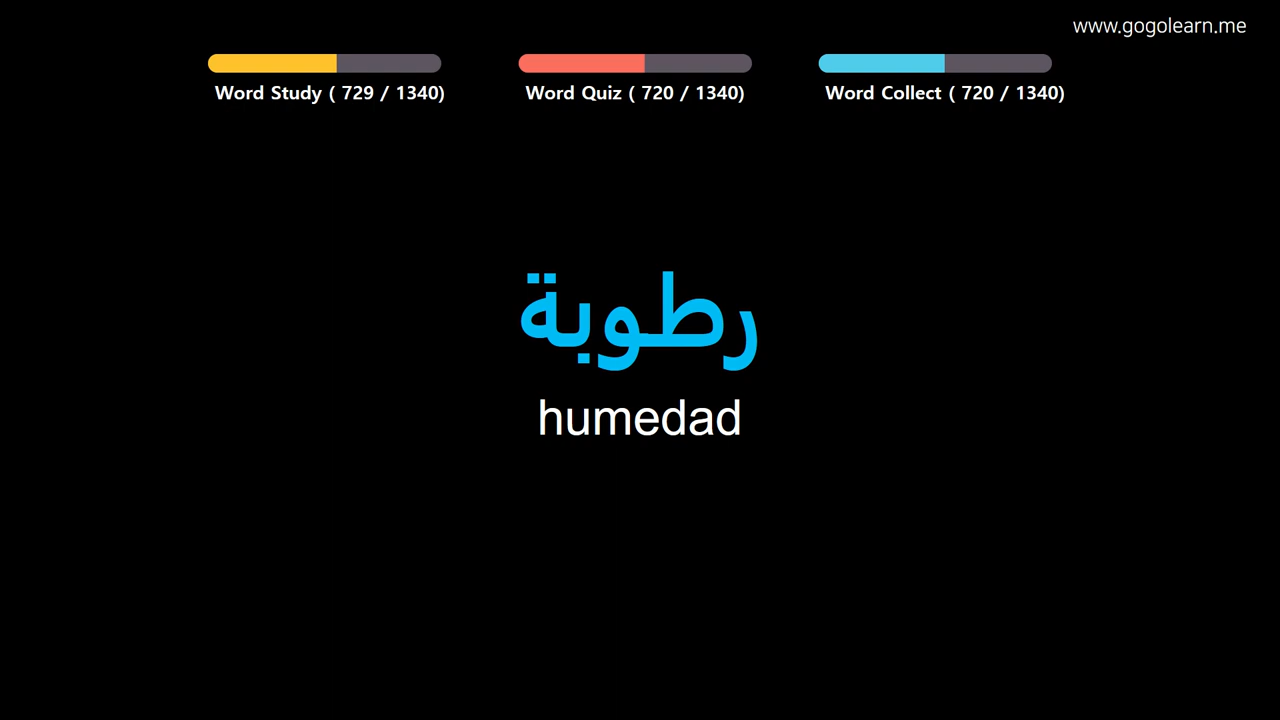 www.gogolearn.me
Word Study ( 729 / 1340)
Word Quiz ( 720 / 1340)
Word Collect ( 720 / 1340)
رطوبة
humedad